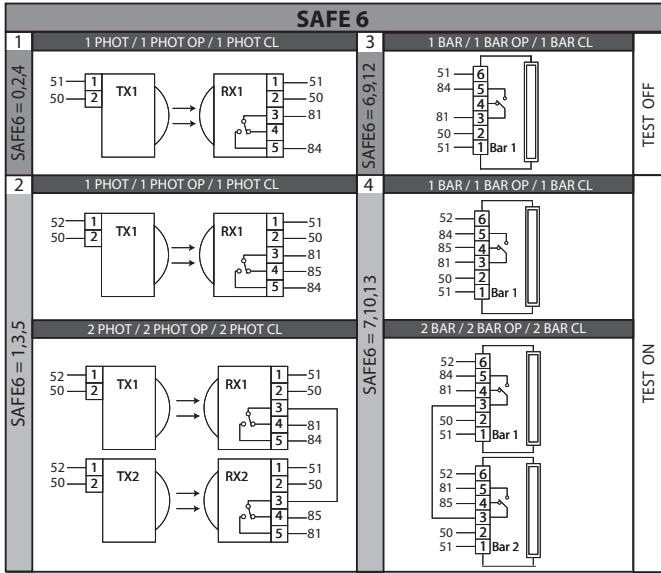 SAFE 6
1
1 PHOT / 1 PHOT OP / 1 PHOT CL
SAFE6 = 0,2,4
51 1
50 2
TX1
RX1
1 51
2 50
3 81
4
5 84
3
1 BAR / 1 BAR OP / 1 BAR CL
SAFE6 = 6,9,12
51 6
84 5
4
81 3
50 2
51 1 Bar 1
TEST OFF
2
1 PHOT / 1 PHOT OP / 1 PHOT CL
SAFE6 = 1,3,5
52 1
50 2
TX1
RX1
1 51
2 50
3 81
4 85
5 84
2 PHOT / 2 PHOT OP / 2 PHOT CL
52 1
50 2
TX1
RX1
1 51
2 50
3
4 81
5 84
52 1
50 2
TX2
RX2
1 51
2 50
3
4 85
5 81
4
1 BAR / 1 BAR OP / 1 BAR CL
SAFE6 = 7,10,13
52 6
84 5
85 4
81 3
50 2
51 1 Bar 1
2 BAR / 2 BAR OP / 2 BAR CL
52 6
84 5
81 4
3
50 2
51 1 Bar 1
52 6
81 5
85 4
3
50 2
51 1 Bar 2
TEST ON